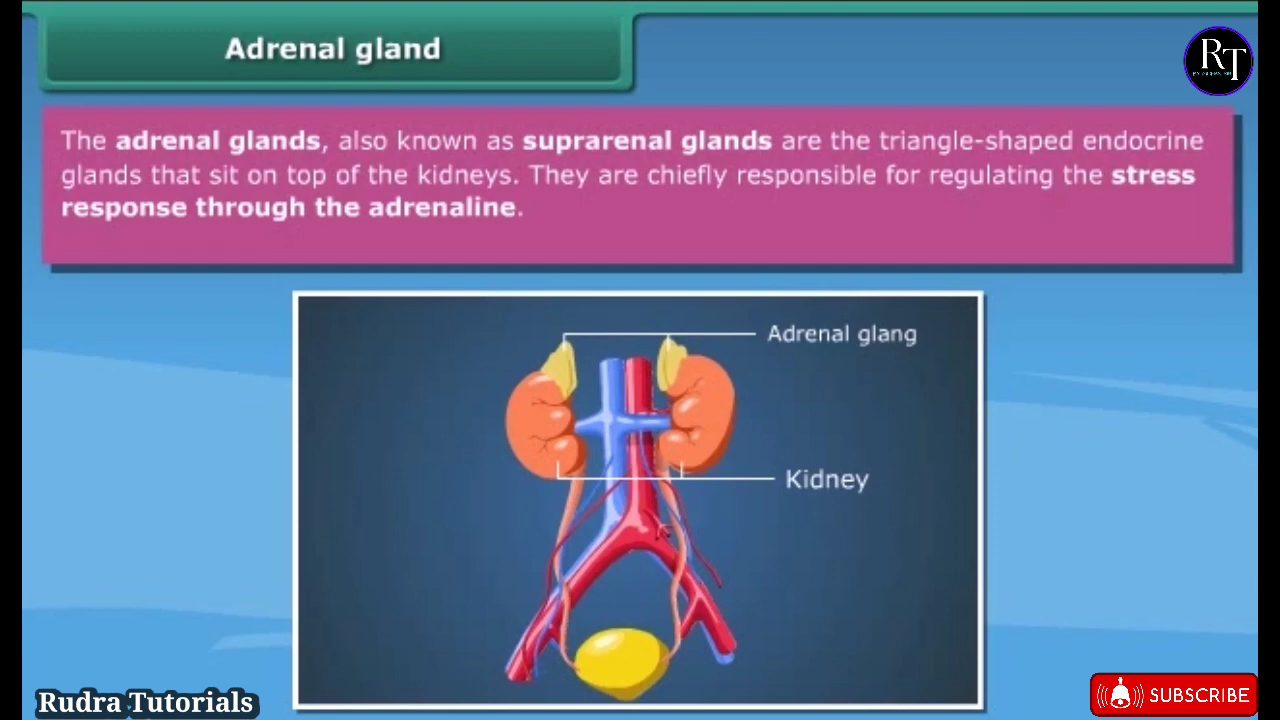 Adrenal gland
RT
The adrenal glands, also known as suprarenal glands are the triangle-shaped endocrine
glands that sit on top of the kidneys. They are chiefly responsible for regulating the stress
response through the adrenaline.
Adrenal glang
Kidney
Rudra Tutorials
SUBSCRIBE